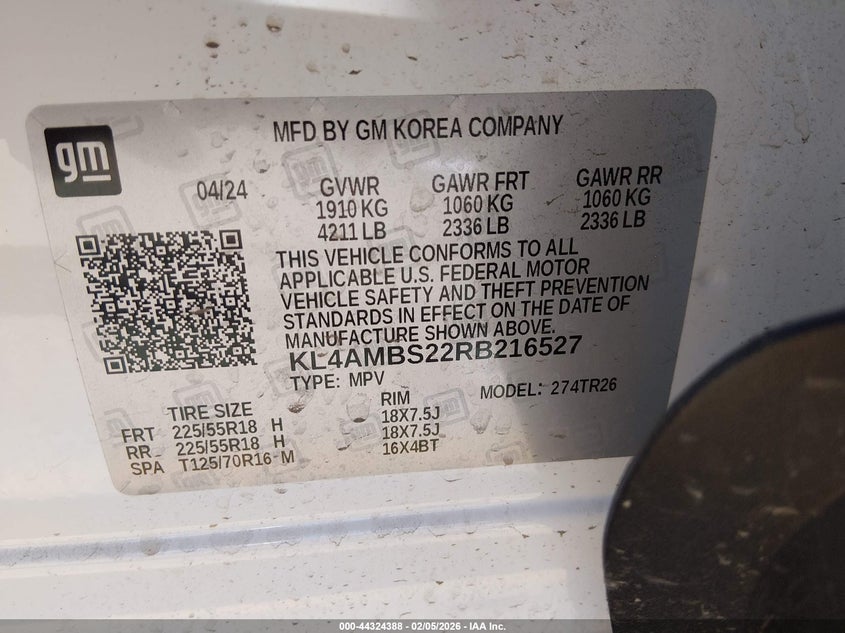 gm
MFD BY GM KOREA COMPANY
04/24
GVWR GAWR FRT GAWR RR
1910 KG 1060 KG 1060 KG
4211 LB 2336 LB 2336 LB
THIS VEHICLE CONFORMS TO ALL
APPLICABLE U.S. FEDERAL MOTOR
VEHICLE SAFETY AND THEFT PREVENTION
STANDARDS IN EFFECT ON THE DATE OF
MANUFACTURE SHOWN ABOVE.
KL4AMBS22RB216527
TYPE: MPV MODEL: 274TR26
TIRE SIZE RIM
FRT 225/55R18 H 18X7.5J
RR 225/55R18 H 18X7.5J
SPA T125/70R16 M 16X4BT
000-44324388 - 02/05/2026 - IAA Inc.